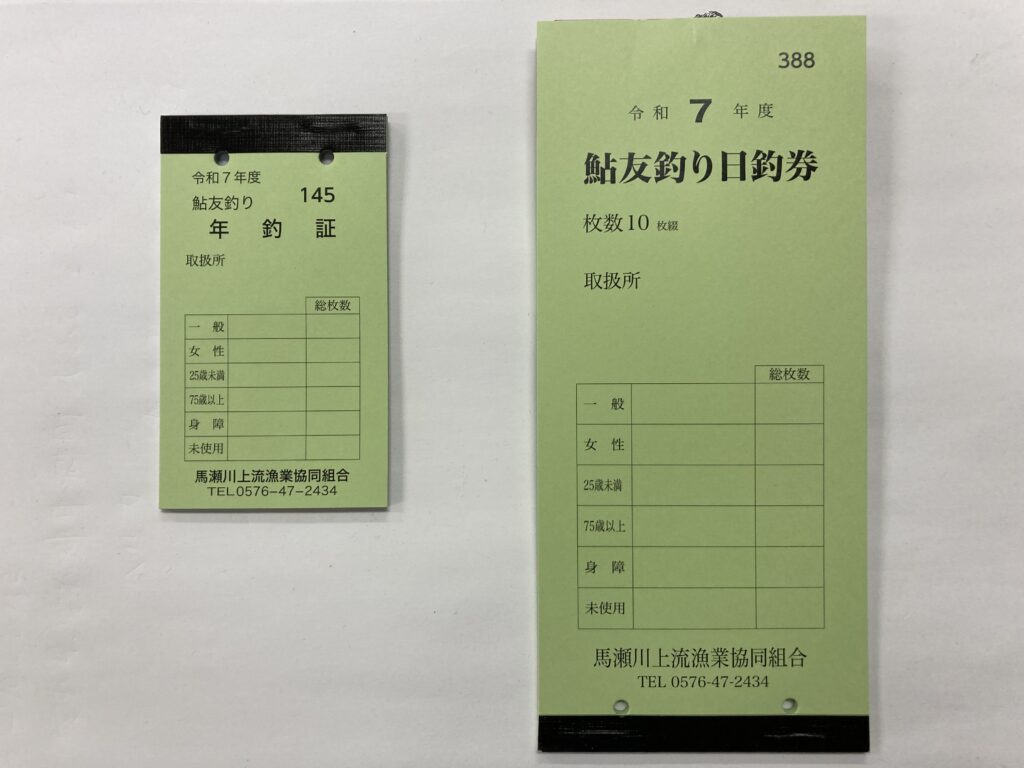 令和7年度
鮎友釣り 145
年釣証
取扱所
総枚数
一般
女性
25歳未満
75歳以上
身障
未使用
馬瀬川上流漁業協同組合
TEL0576−47−2434
388
令和 7 年度
鮎友釣り日釣券
枚数10枚綴
取扱所
総枚数
一般
女性
25歳未満
75歳以上
身障
未使用
馬瀬川上流漁業協同組合
TEL 0576-47-2434